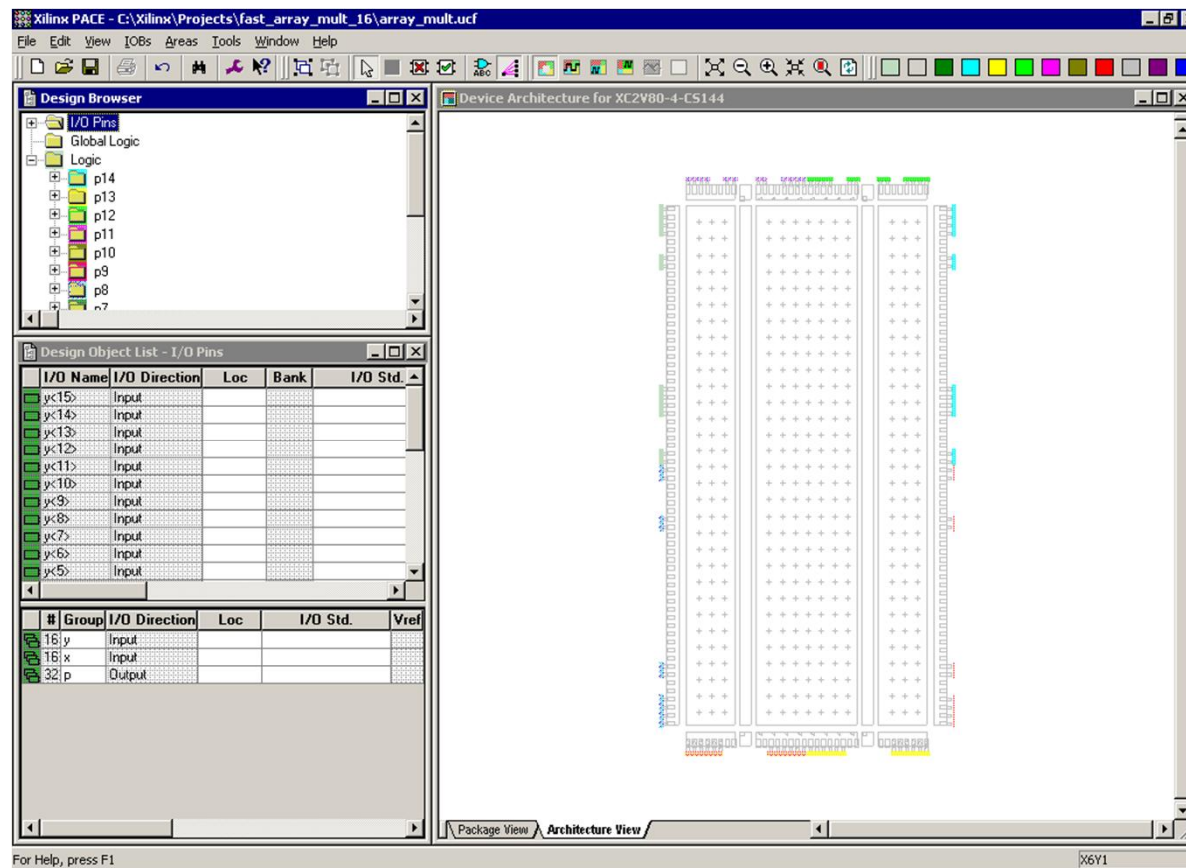 Xilinx PACE - C:\Xilinx\Projects\fast_array_mult_16\array_mult.ucf
File Edit View IOBs Areas Tools Window Help
ABC
Design Browser
I/O Pins
Global Logic
Logic
p14
p13
p12
p11
p10
p9
p8
p7
Design Object List - I/O Pins
I/O Name I/O Direction Loc Bank I/O Std.
y<15> Input
y<14> Input
y<13> Input
y<12> Input
y<11> Input
y<10> Input
y<9> Input
y<8> Input
y<7> Input
y<6> Input
y<5> Input
# Group I/O Direction Loc I/O Std. Vref
16 y Input
16 x Input
32 p Output
Device Architecture for XC2V80-4-CS144
Package View Architecture View
For Help, press F1
X6Y1